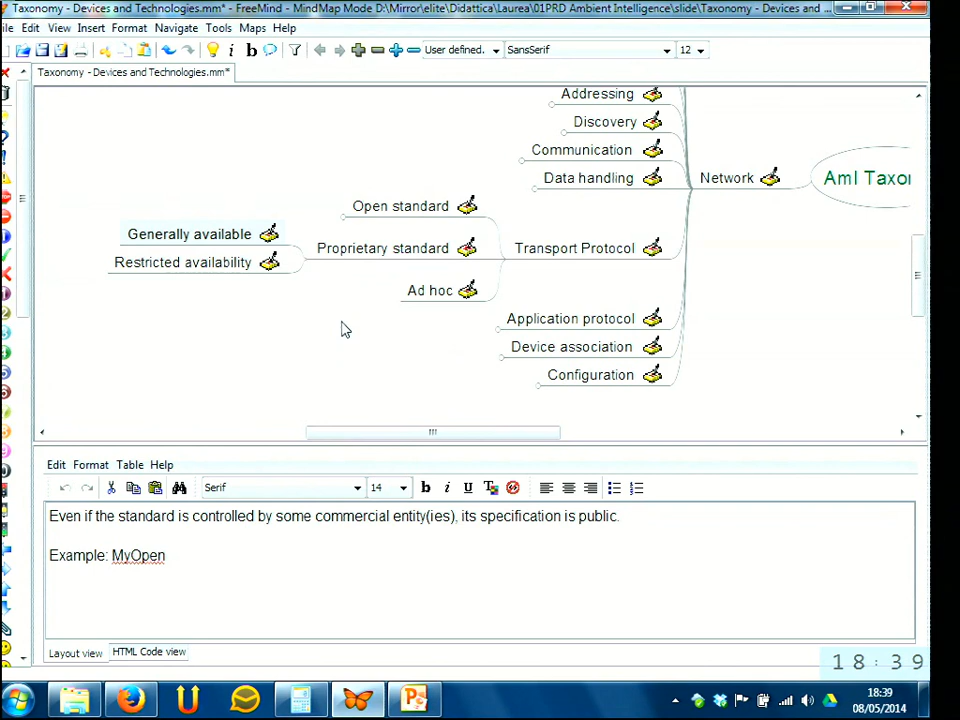 Taxonomy - Devices and Technologies.mm* - FreeMind - MindMap Mode D:\Mirror\elite\Didattica\Laurea\01PRD Ambient Intelligence\slide\Taxonomy - Devices and ...
File Edit View Insert Format Navigate Tools Maps Help
User defined. SansSerif 12
Taxonomy - Devices and Technologies.mm*
Addressing
Discovery
Communication
Data handling
Network
AmI Taxon
Open standard
Generally available
Proprietary standard
Transport Protocol
Restricted availability
Ad hoc
Application protocol
Device association
Configuration
Edit Format Table Help
Serif 14
Even if the standard is controlled by some commercial entity(ies), its specification is public.
Example: MyOpen
Layout view HTML Code view
18:39
18:39
08/05/2014